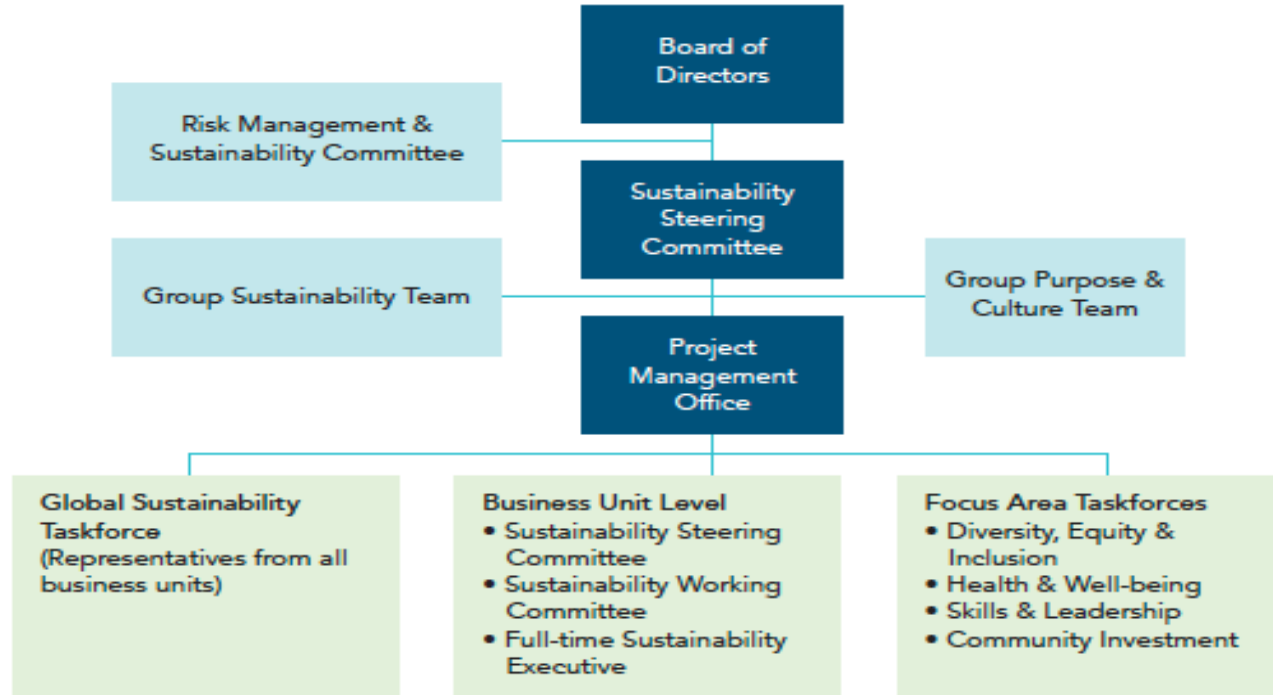 Board of
Directors
Risk Management &
Sustainability Committee
Sustainability
Steering
Committee
Group Sustainability Team
Group Purpose &
Culture Team
Project
Management
Office
Global Sustainability
Taskforce
(Representatives from all
business units)
Business Unit Level
• Sustainability Steering
Committee
• Sustainability Working
Committee
• Full-time Sustainability
Executive
Focus Area Taskforces
• Diversity, Equity &
Inclusion
• Health & Well-being
• Skills & Leadership
• Community Investment